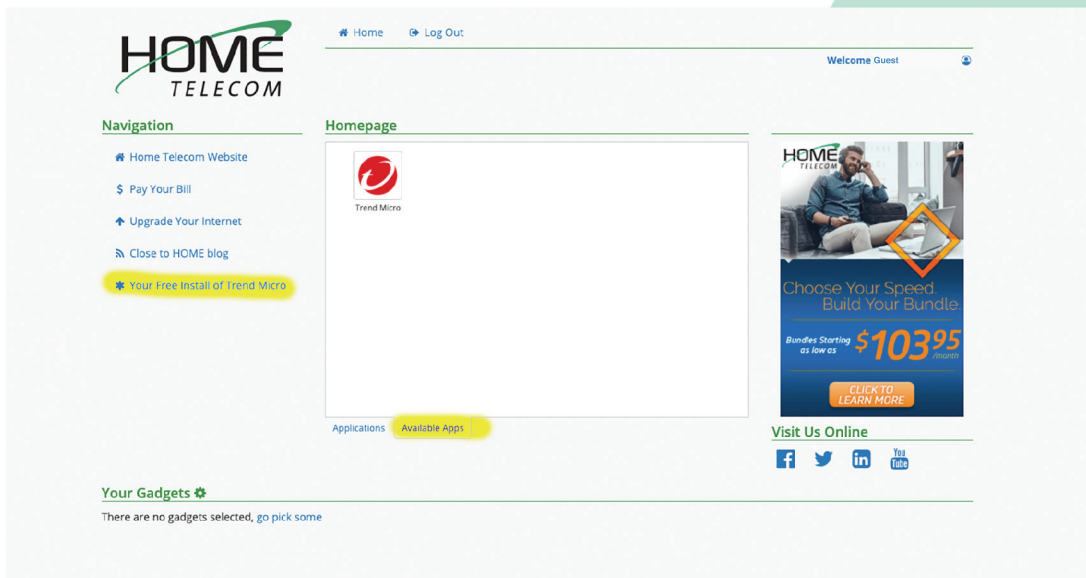 HOME
TELECOM
Home
Log Out
Welcome Guest
Navigation
Home Telecom Website
Pay Your Bill
Upgrade Your Internet
Close to HOME blog
Your Free Install of Trend Micro
Homepage
Trend Micro
Applications
Available Apps
HOME
TELECOM
Choose Your Speed.
Build Your Bundle.
Bundles Starting
as low as
$103.95
/month
CLICK TO
LEARN MORE
Visit Us Online
You
Tube
Your Gadgets
There are no gadgets selected, go pick some